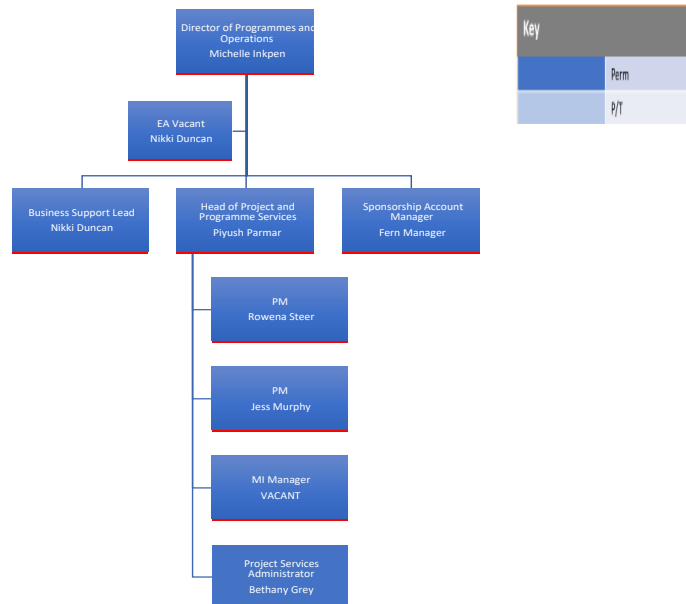 Director of Programmes and
Operations
Michelle Inkpen
Key
Perm
P/T
EA Vacant
Nikki Duncan
Business Support Lead
Nikki Duncan
Head of Project and
Programme Services
Piyush Parmar
Sponsorship Account
Manager
Fern Manager
PM
Rowena Steer
PM
Jess Murphy
MI Manager
VACANT
Project Services
Administrator
Bethany Grey